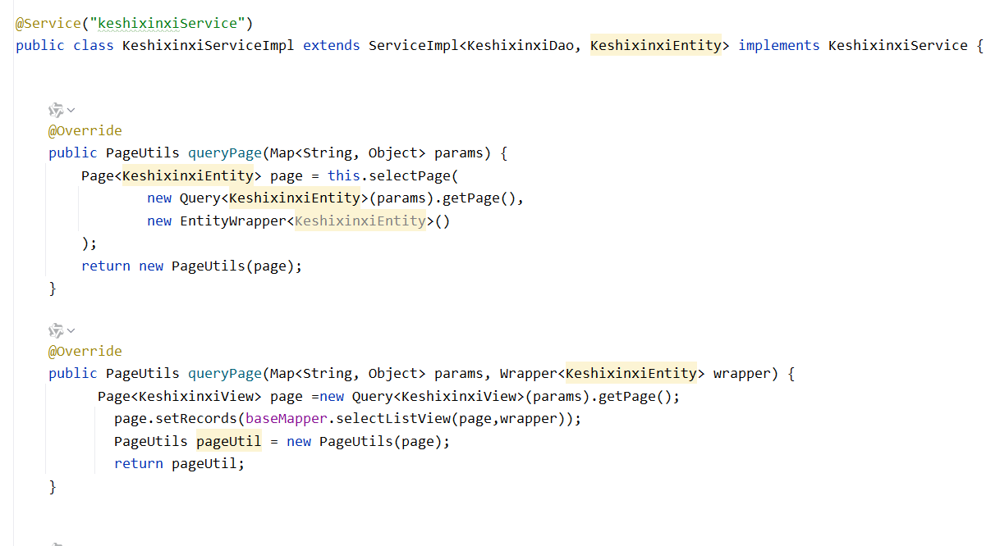 @Service("keshixinxiService")
public class KeshixinxiServiceImpl extends ServiceImpl<KeshixinxiDao, KeshixinxiEntity> implements KeshixinxiService {
@Override
public PageUtils queryPage(Map<String, Object> params) {
Page<KeshixinxiEntity> page = this.selectPage(
new Query<KeshixinxiEntity>(params).getPage(),
new EntityWrapper<KeshixinxiEntity>()
);
return new PageUtils(page);
}
@Override
public PageUtils queryPage(Map<String, Object> params, Wrapper<KeshixinxiEntity> wrapper) {
Page<KeshixinxiView> page =new Query<KeshixinxiView>(params).getPage();
page.setRecords(baseMapper.selectListView(page,wrapper));
PageUtils pageUtil = new PageUtils(page);
return pageUtil;
}